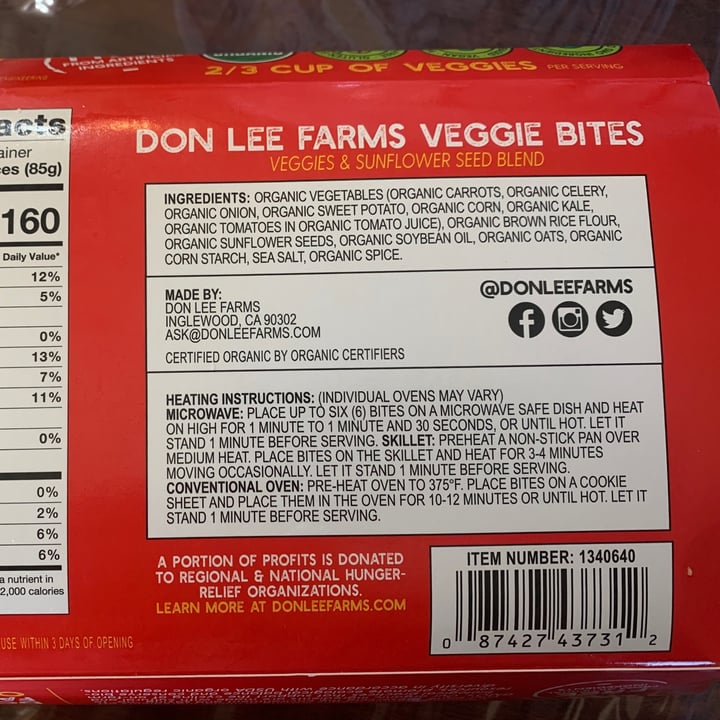 FROM ARTIFICIAL
INGREDIENTS
ORGANIC
2/3 CUP OF VEGGIES PER SERVING
acts
ainer
es (85g)
160
Daily Value*
12%
5%
0%
13%
7%
11%
0%
0%
2%
6%
6%
a nutrient in
2,000 calories
USE WITHIN 3 DAYS OF OPENING
DON LEE FARMS VEGGIE BITES
VEGGIES & SUNFLOWER SEED BLEND
INGREDIENTS: ORGANIC VEGETABLES (ORGANIC CARROTS, ORGANIC CELERY,
ORGANIC ONION, ORGANIC SWEET POTATO, ORGANIC CORN, ORGANIC KALE,
ORGANIC TOMATOES IN ORGANIC TOMATO JUICE), ORGANIC BROWN RICE FLOUR,
ORGANIC SUNFLOWER SEEDS, ORGANIC SOYBEAN OIL, ORGANIC OATS, ORGANIC
CORN STARCH, SEA SALT, ORGANIC SPICE.
MADE BY:
DON LEE FARMS
INGLEWOOD, CA 90302
ASK@DONLEEFARMS.COM
CERTIFIED ORGANIC BY ORGANIC CERTIFIERS
@DONLEEFARMS
HEATING INSTRUCTIONS: (INDIVIDUAL OVENS MAY VARY)
MICROWAVE: PLACE UP TO SIX (6) BITES ON A MICROWAVE SAFE DISH AND HEAT
ON HIGH FOR 1 MINUTE TO 1 MINUTE AND 30 SECONDS, OR UNTIL HOT. LET IT
STAND 1 MINUTE BEFORE SERVING. SKILLET: PREHEAT A NON-STICK PAN OVER
MEDIUM HEAT. PLACE BITES ON THE SKILLET AND HEAT FOR 3-4 MINUTES
MOVING OCCASIONALLY. LET IT STAND 1 MINUTE BEFORE SERVING.
CONVENTIONAL OVEN: PRE-HEAT OVEN TO 375°F. PLACE BITES ON A COOKIE
SHEET AND PLACE THEM IN THE OVEN FOR 10-12 MINUTES OR UNTIL HOT. LET IT
STAND 1 MINUTE BEFORE SERVING.
A PORTION OF PROFITS IS DONATED
TO REGIONAL & NATIONAL HUNGER-
RELIEF ORGANIZATIONS.
LEARN MORE AT DONLEEFARMS.COM
ITEM NUMBER: 1340640
0 87427 43731 2